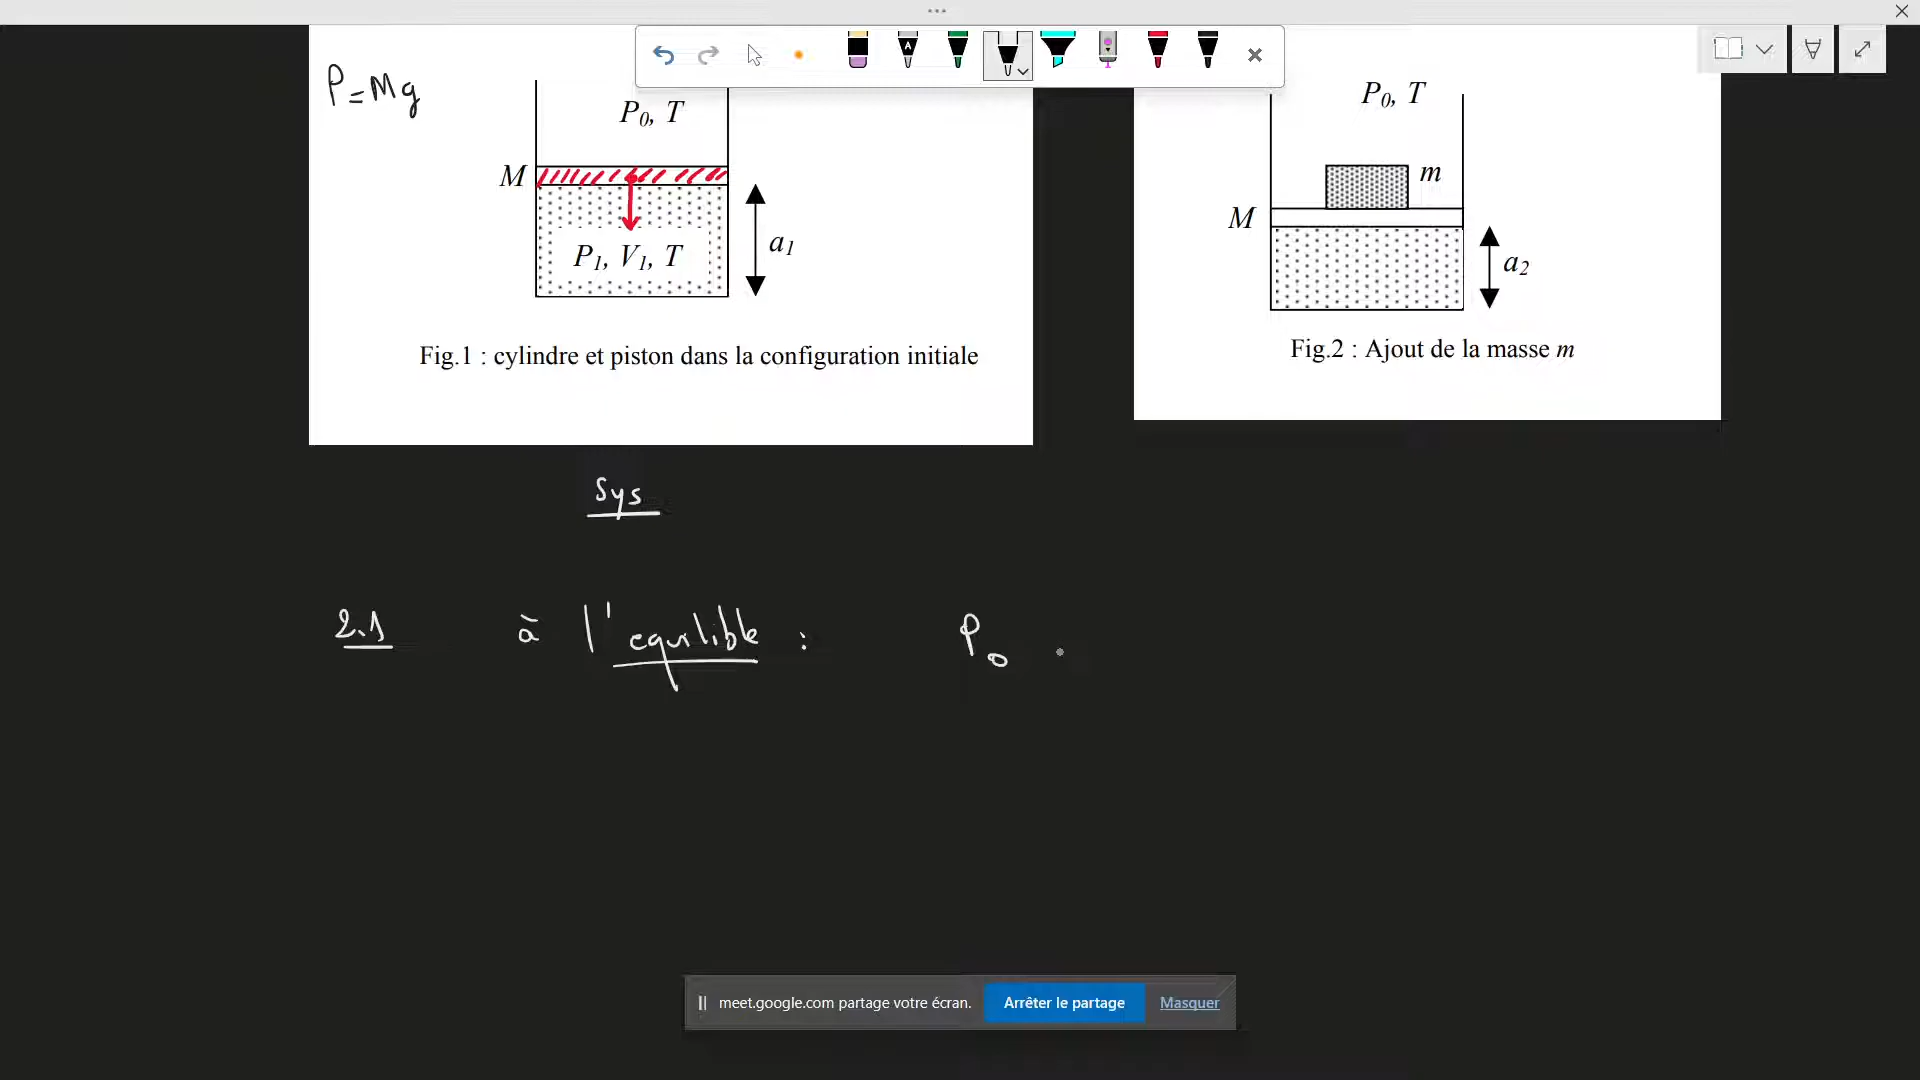 P=Mg
A
P0, T
M
P1, V1, T
a1
Fig.1 : cylindre et piston dans la configuration initiale
P0, T
m
M
a2
Fig.2 : Ajout de la masse m
Sys
2.1 à l'equilible : P0
meet.google.com partage votre écran. Arrêter le partage Masquer